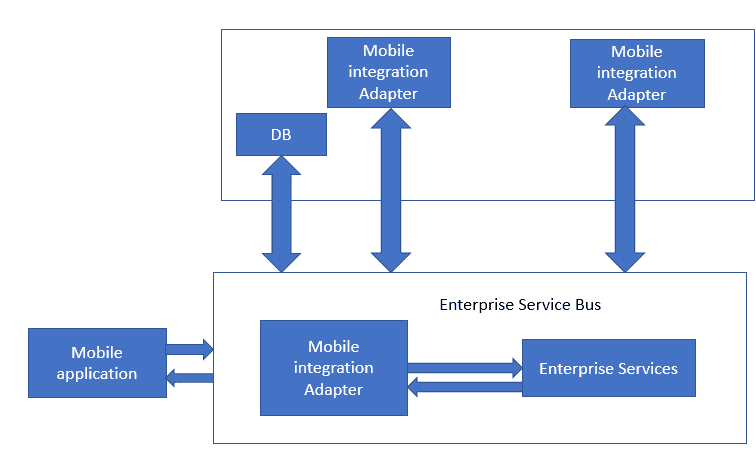 Mobile
integration
Adapter
Mobile
integration
Adapter
DB
Enterprise Service Bus
Mobile
application
Mobile
integration
Adapter
Enterprise Services